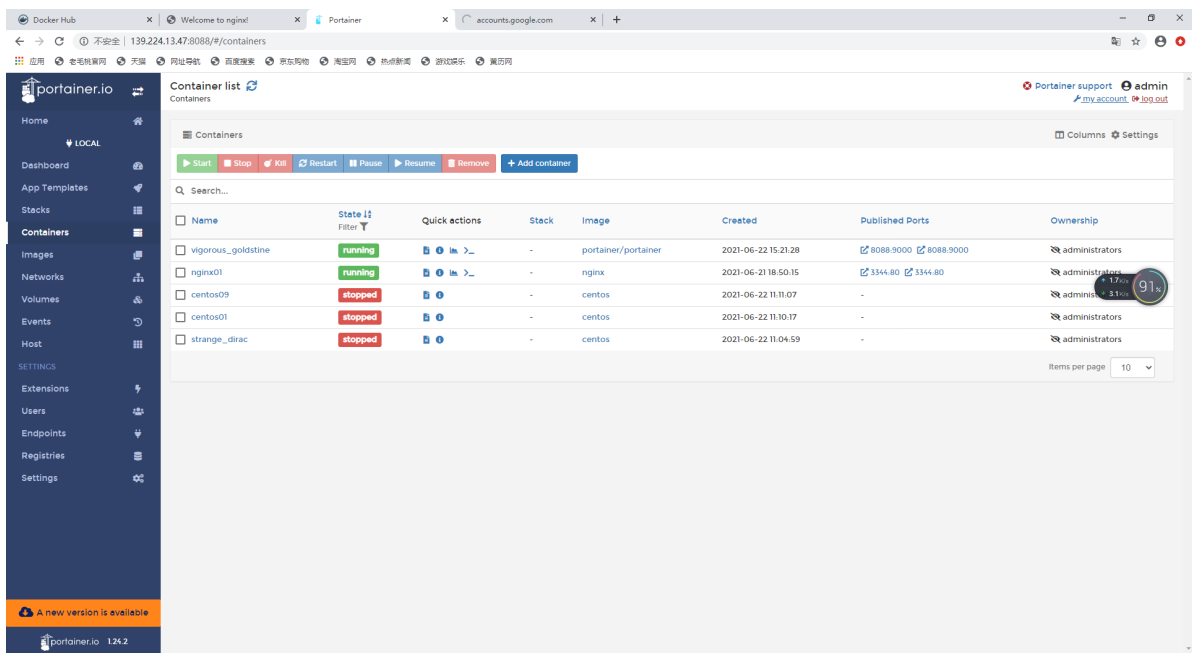 Docker Hub Welcome to nginx! Portainer accounts.google.com
不安全 139.224.13.47:8088/#/containers
应用 老毛桃官网 天猫 网址导航 百度搜索 京东购物 淘宝网 热点新闻 游戏娱乐 黄历网
portainer.io
Container list
Containers
Portainer support admin
my account log out
Home
LOCAL
Dashboard
App Templates
Stacks
Containers
Images
Networks
Volumes
Events
Host
SETTINGS
Extensions
Users
Endpoints
Registries
Settings
A new version is available
portainer.io 1.24.2
Containers Columns Settings
Start Stop Kill Restart Pause Resume Remove + Add container
Search...
Name State Quick actions Stack Image Created Published Ports Ownership
Filter
vigorous_goldstine running - portainer/portainer 2021-06-22 15:21:28 8088:9000 8088:9000 administrators
nginx01 running - nginx 2021-06-21 18:50:15 3344:80 3344:80 administrators
centos09 stopped - centos 2021-06-22 11:11:07 - adminis
centos01 stopped - centos 2021-06-22 11:10:17 - administrators
strange_dirac stopped - centos 2021-06-22 11:04:59 - administrators
1.7K/s
3.1K/s
91%
Items per page 10